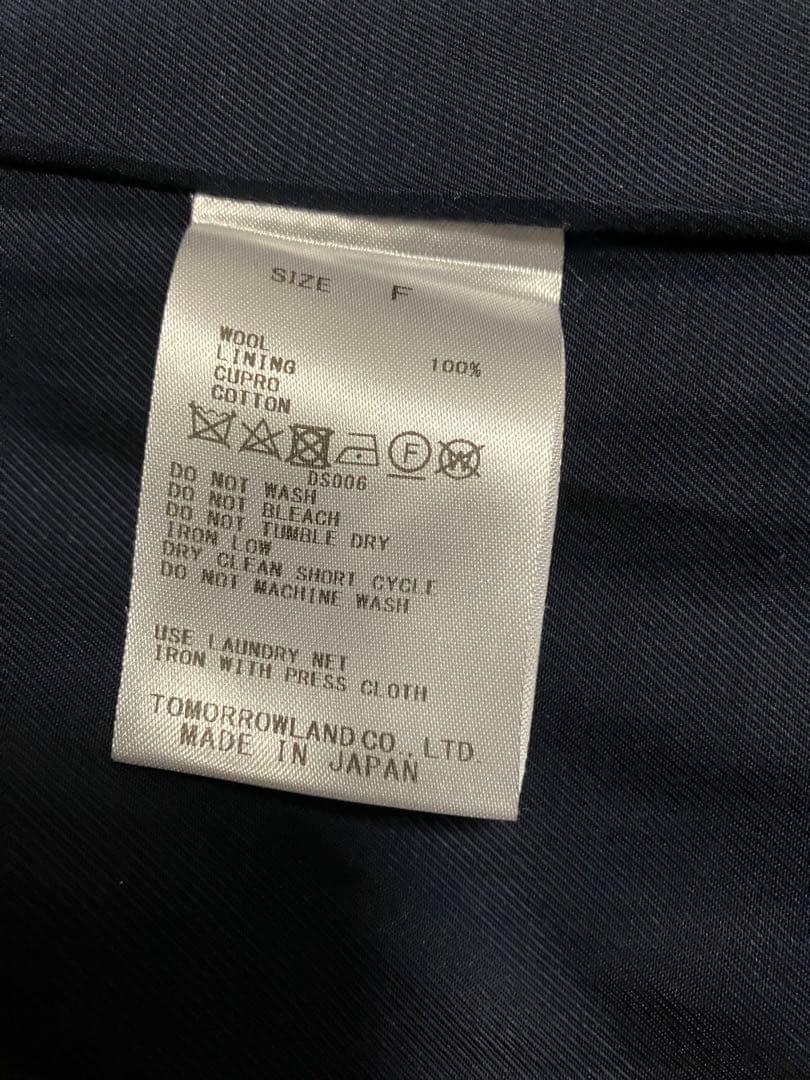 SIZE F
WOOL 100%
LINING
CUPRO
COTTON
F W
DS006
DO NOT WASH
DO NOT BLEACH
DO NOT TUMBLE DRY
IRON LOW
DRY CLEAN SHORT CYCLE
DO NOT MACHINE WASH
USE LAUNDRY NET
IRON WITH PRESS CLOTH
TOMORROWLAND CO., LTD.
MADE IN JAPAN